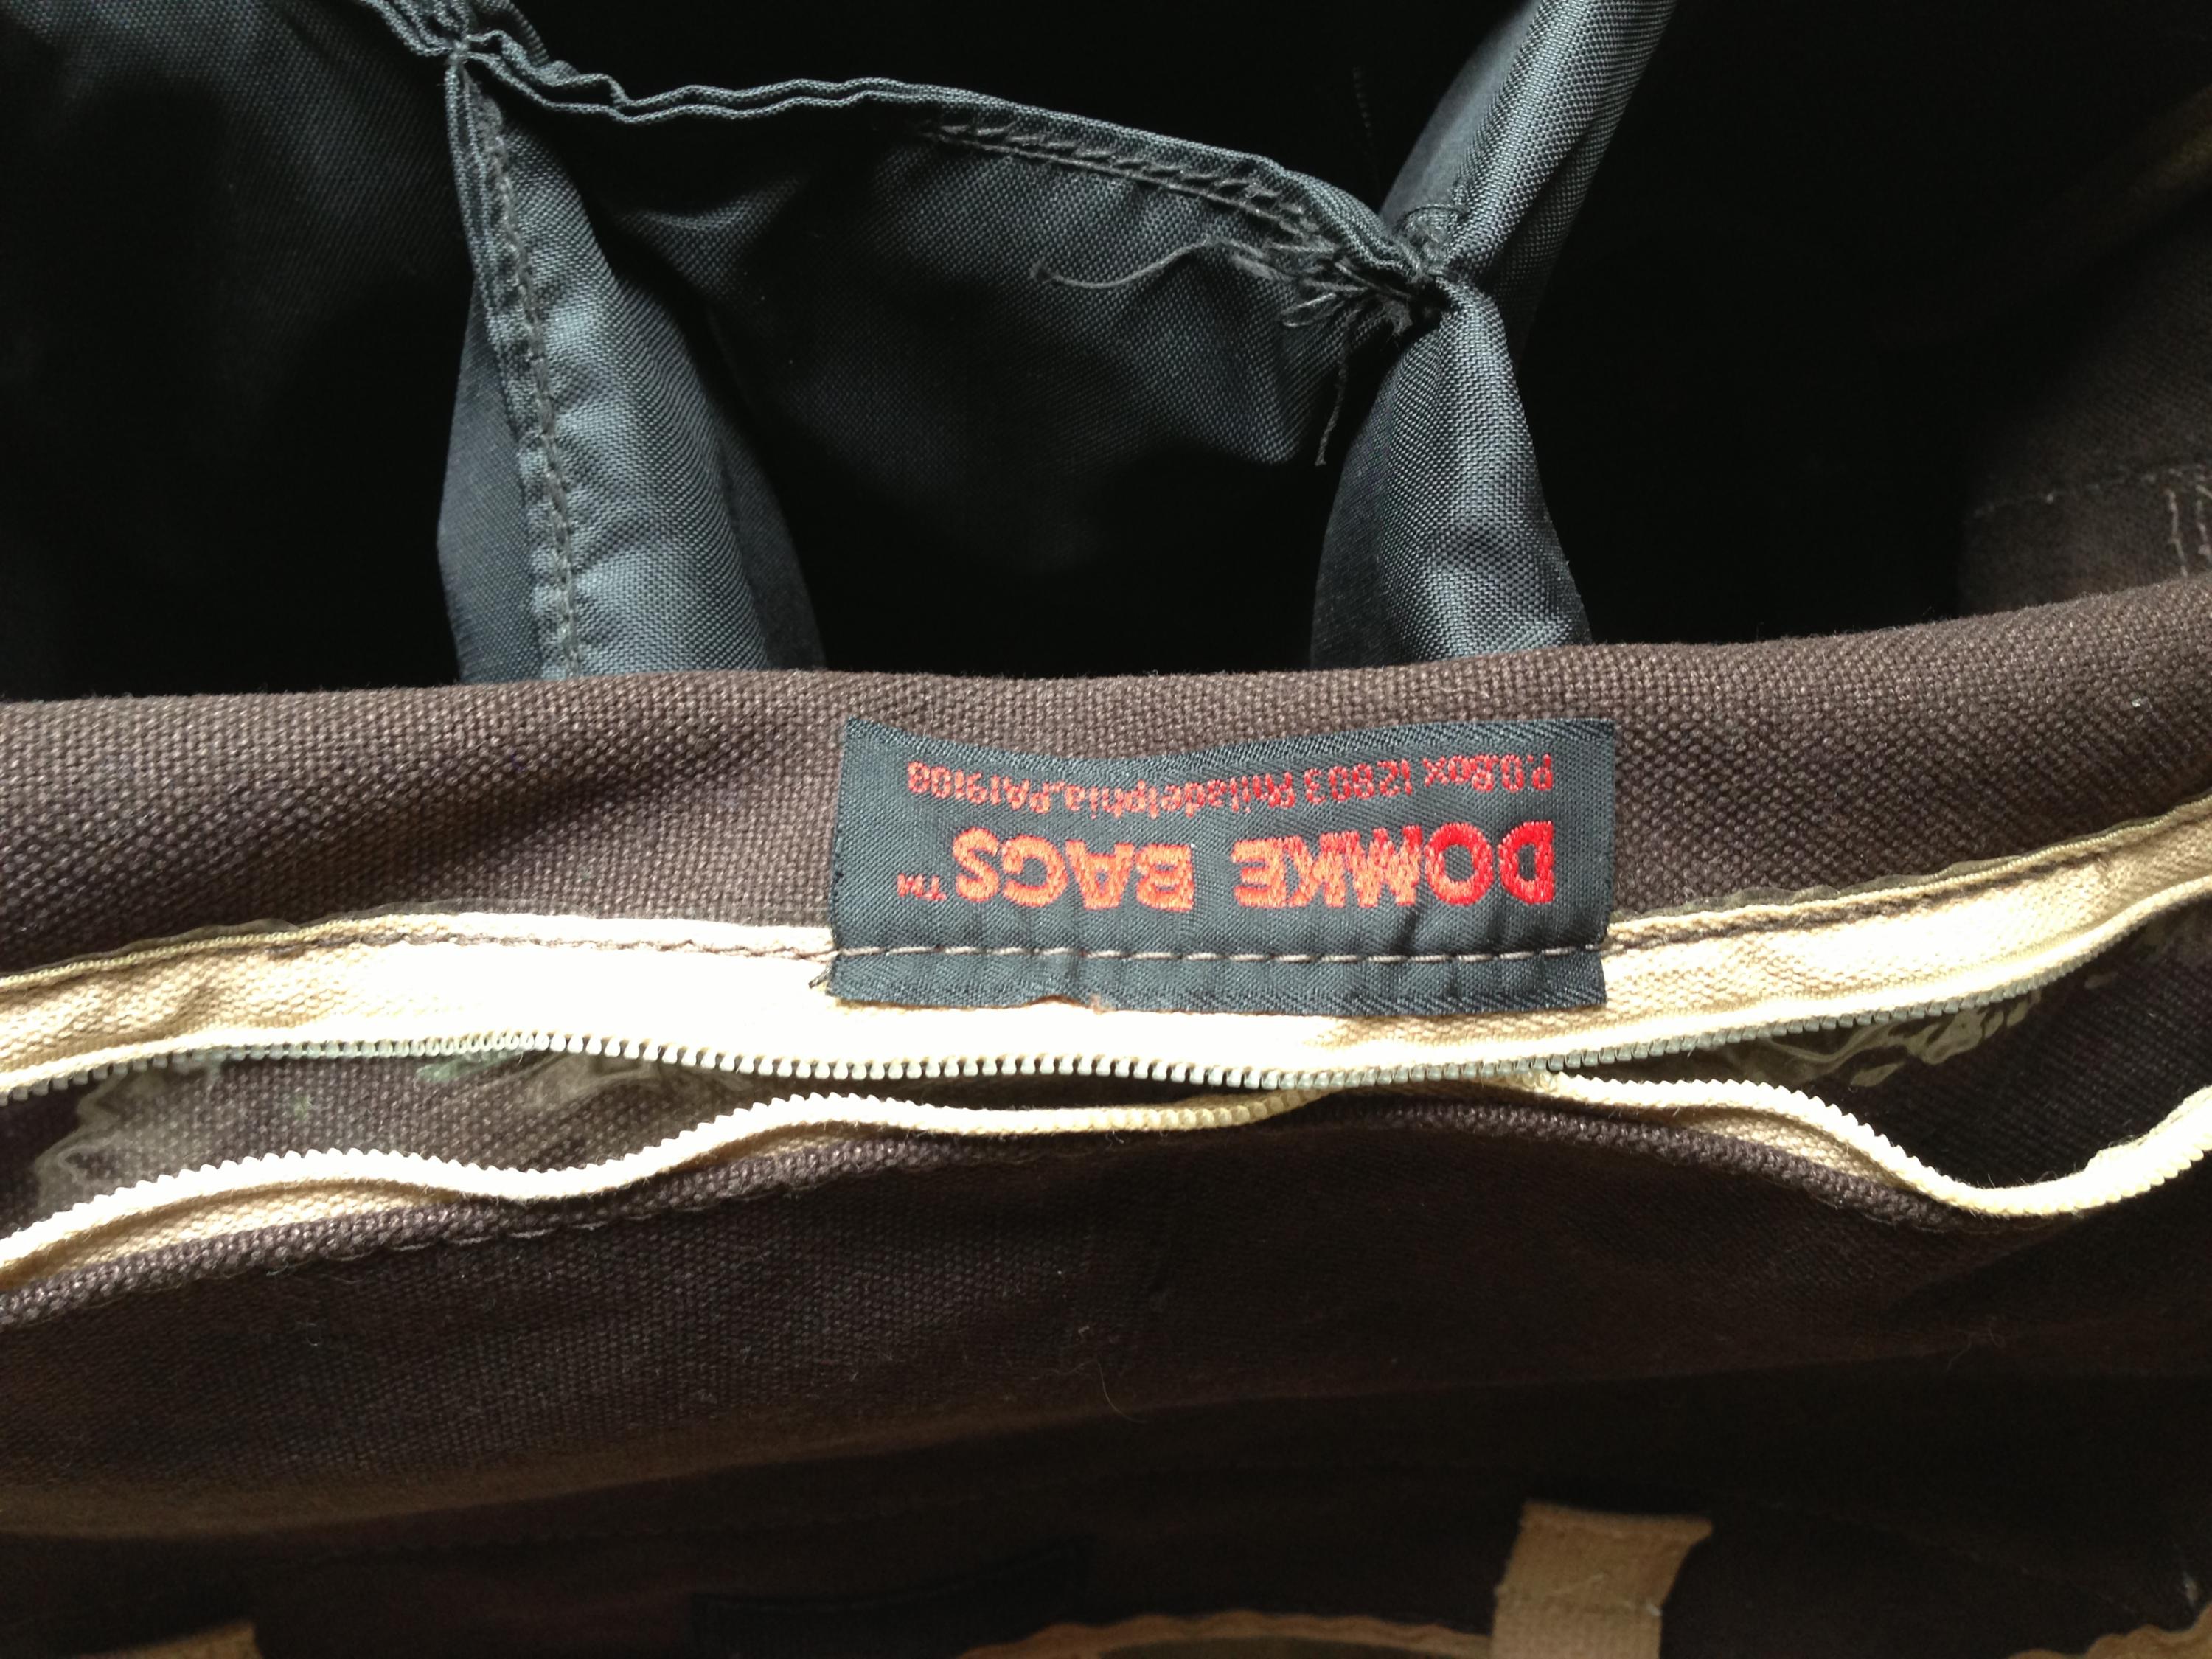 DOMKE BAGS™
P.O.Box 12803 Philadelphia,PA19108